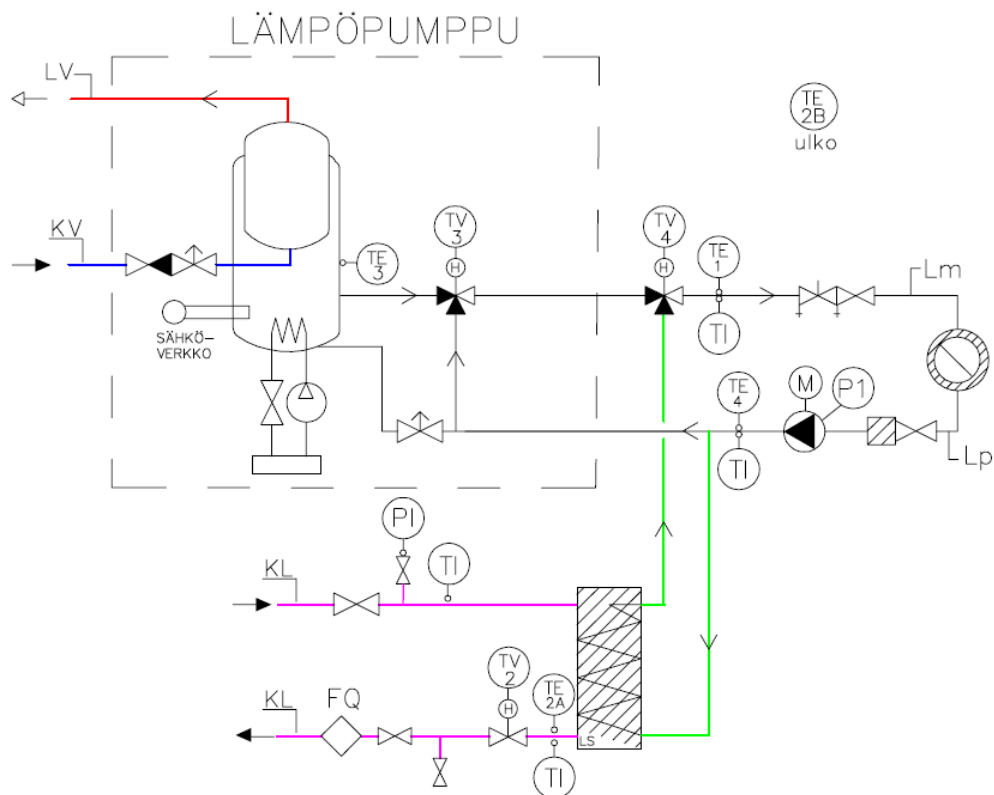 LÄMPÖPUMPPU
LV
TE
2B
ulko
KV
TV
3
TV
4
TE
3
H
H
TE
1
Lm
TI
SÄHKÖ-
VERKKO
TE
4
M
P1
TI
Lp
PI
KL
TI
TV
2
TE
2A
KL
FQ
H
LS
TI